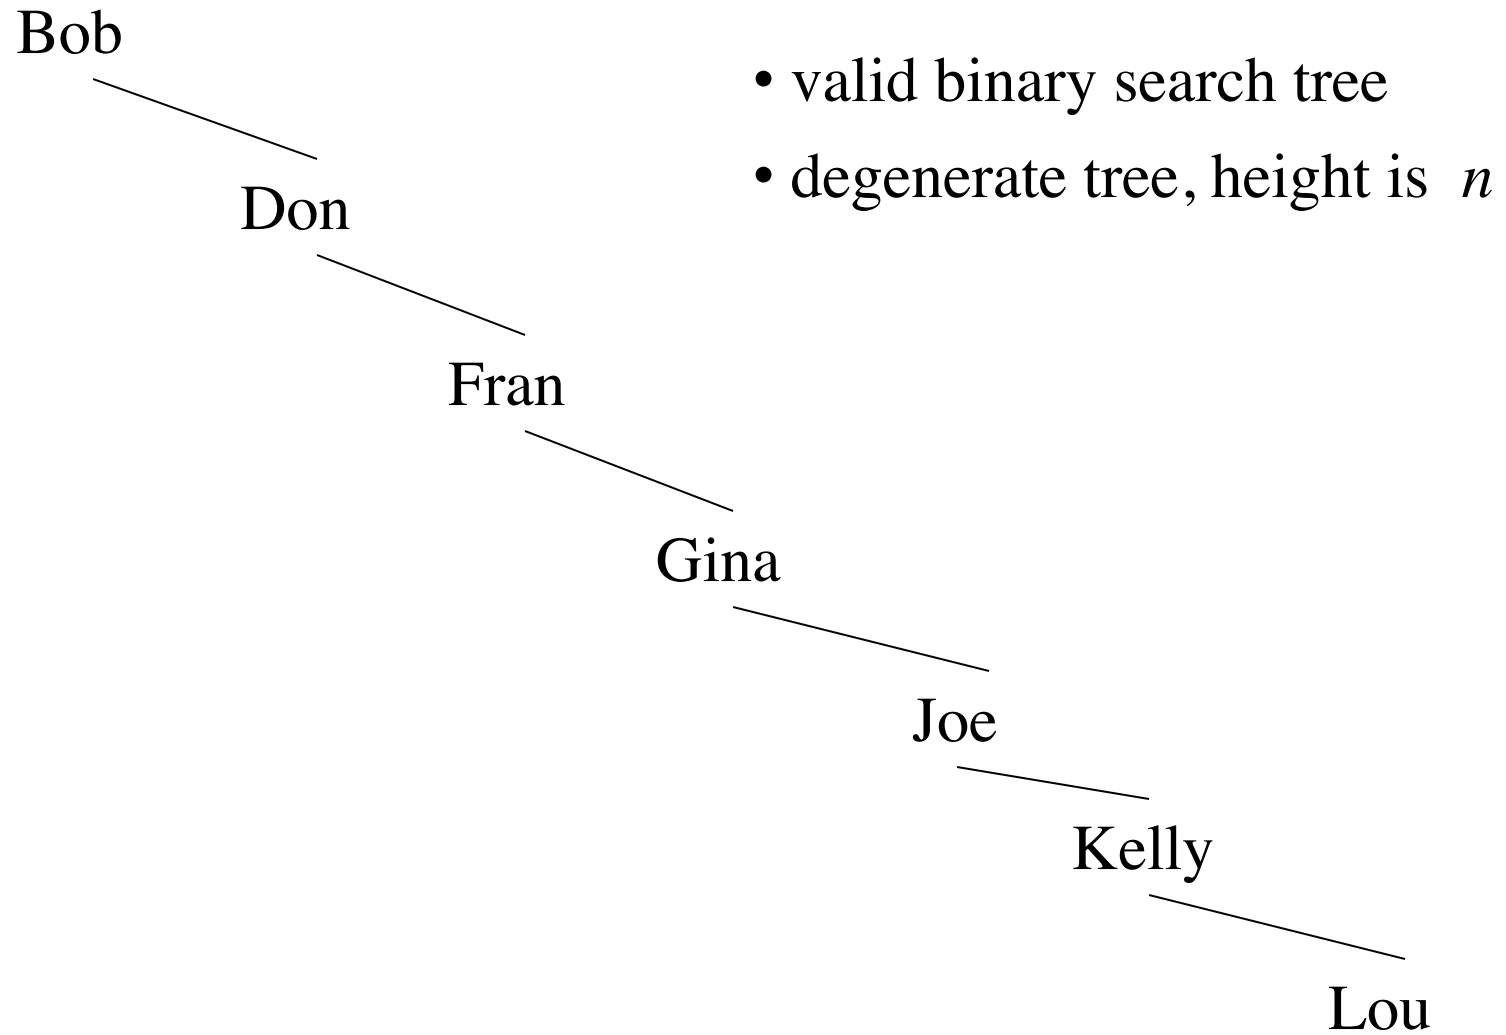 Bob
• valid binary search tree
• degenerate tree, height is n
Don
Fran
Gina
Joe
Kelly
Lou